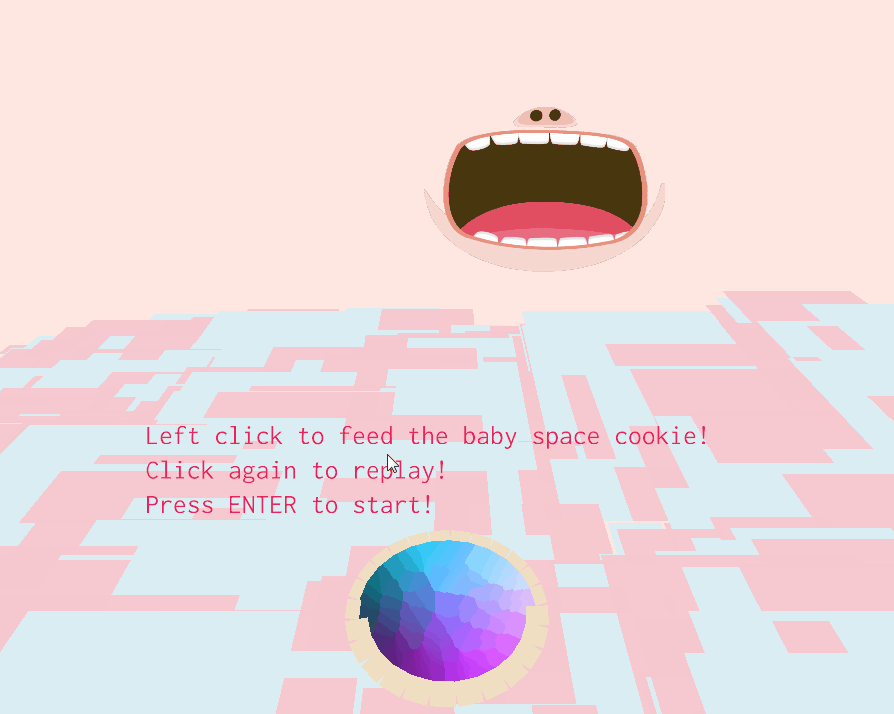 Left click to feed the baby space cookie!
Click again to replay!
Press ENTER to start!